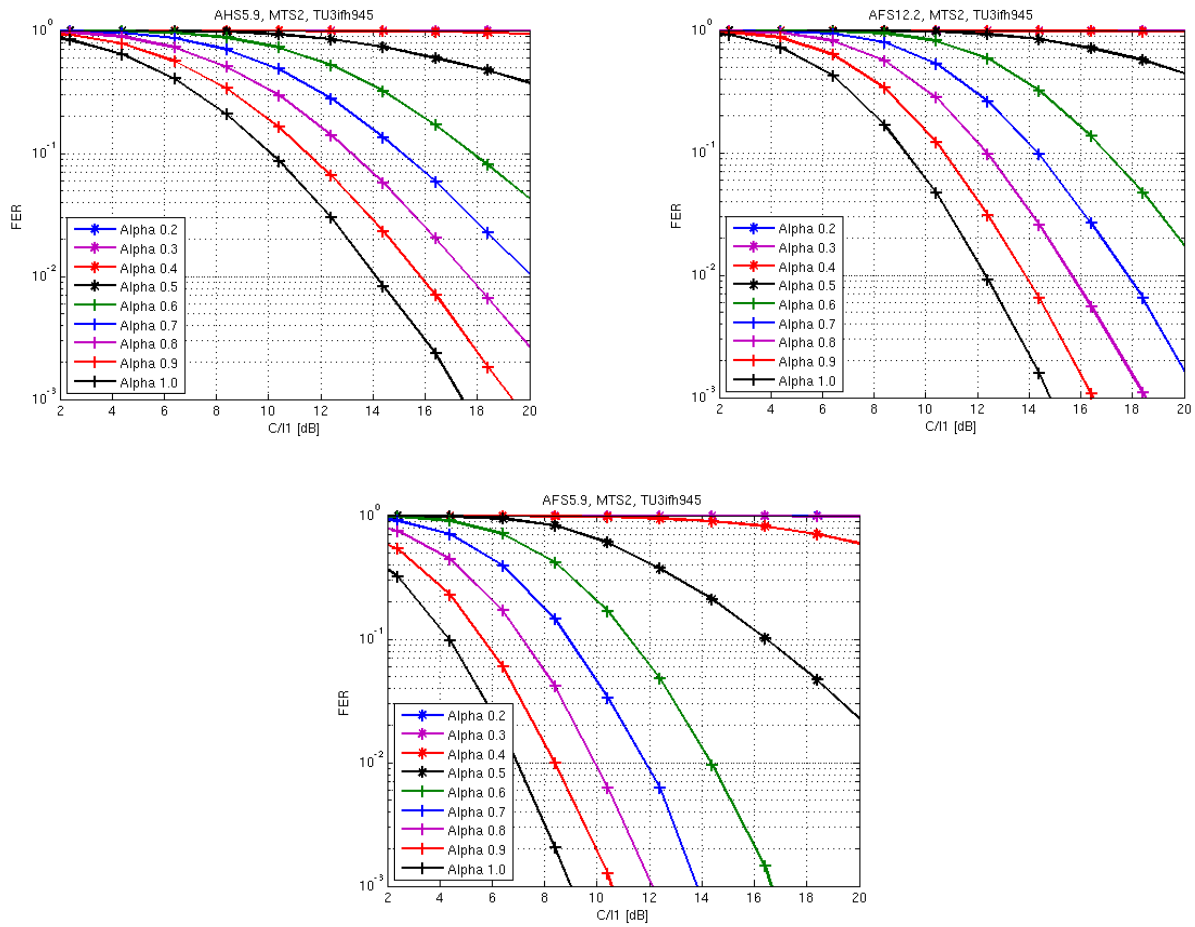 AHS5.9, MTS2, TU3ifh945
10^0
10^-1
10^-2
10^-3
FER
Alpha 0.2
Alpha 0.3
Alpha 0.4
Alpha 0.5
Alpha 0.6
Alpha 0.7
Alpha 0.8
Alpha 0.9
Alpha 1.0
2 4 6 8 10 12 14 16 18 20
C/I1 [dB]
AFS12.2, MTS2, TU3ifh945
10^0
10^-1
10^-2
10^-3
FER
Alpha 0.2
Alpha 0.3
Alpha 0.4
Alpha 0.5
Alpha 0.6
Alpha 0.7
Alpha 0.8
Alpha 0.9
Alpha 1.0
2 4 6 8 10 12 14 16 18 20
C/I1 [dB]
AFS5.9, MTS2, TU3ifh945
10^0
10^-1
10^-2
10^-3
FER
Alpha 0.2
Alpha 0.3
Alpha 0.4
Alpha 0.5
Alpha 0.6
Alpha 0.7
Alpha 0.8
Alpha 0.9
Alpha 1.0
2 4 6 8 10 12 14 16 18 20
C/I1 [dB]